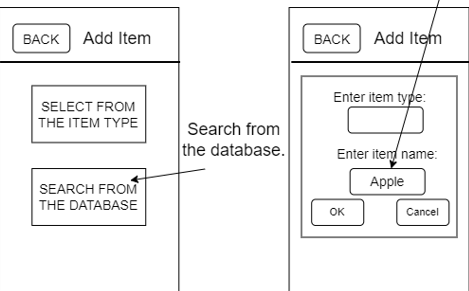 BACK Add Item
SELECT FROM
THE ITEM TYPE
SEARCH FROM
THE DATABASE
Search from
the database.
BACK Add Item
Enter item type:
Enter item name:
Apple
OK Cancel